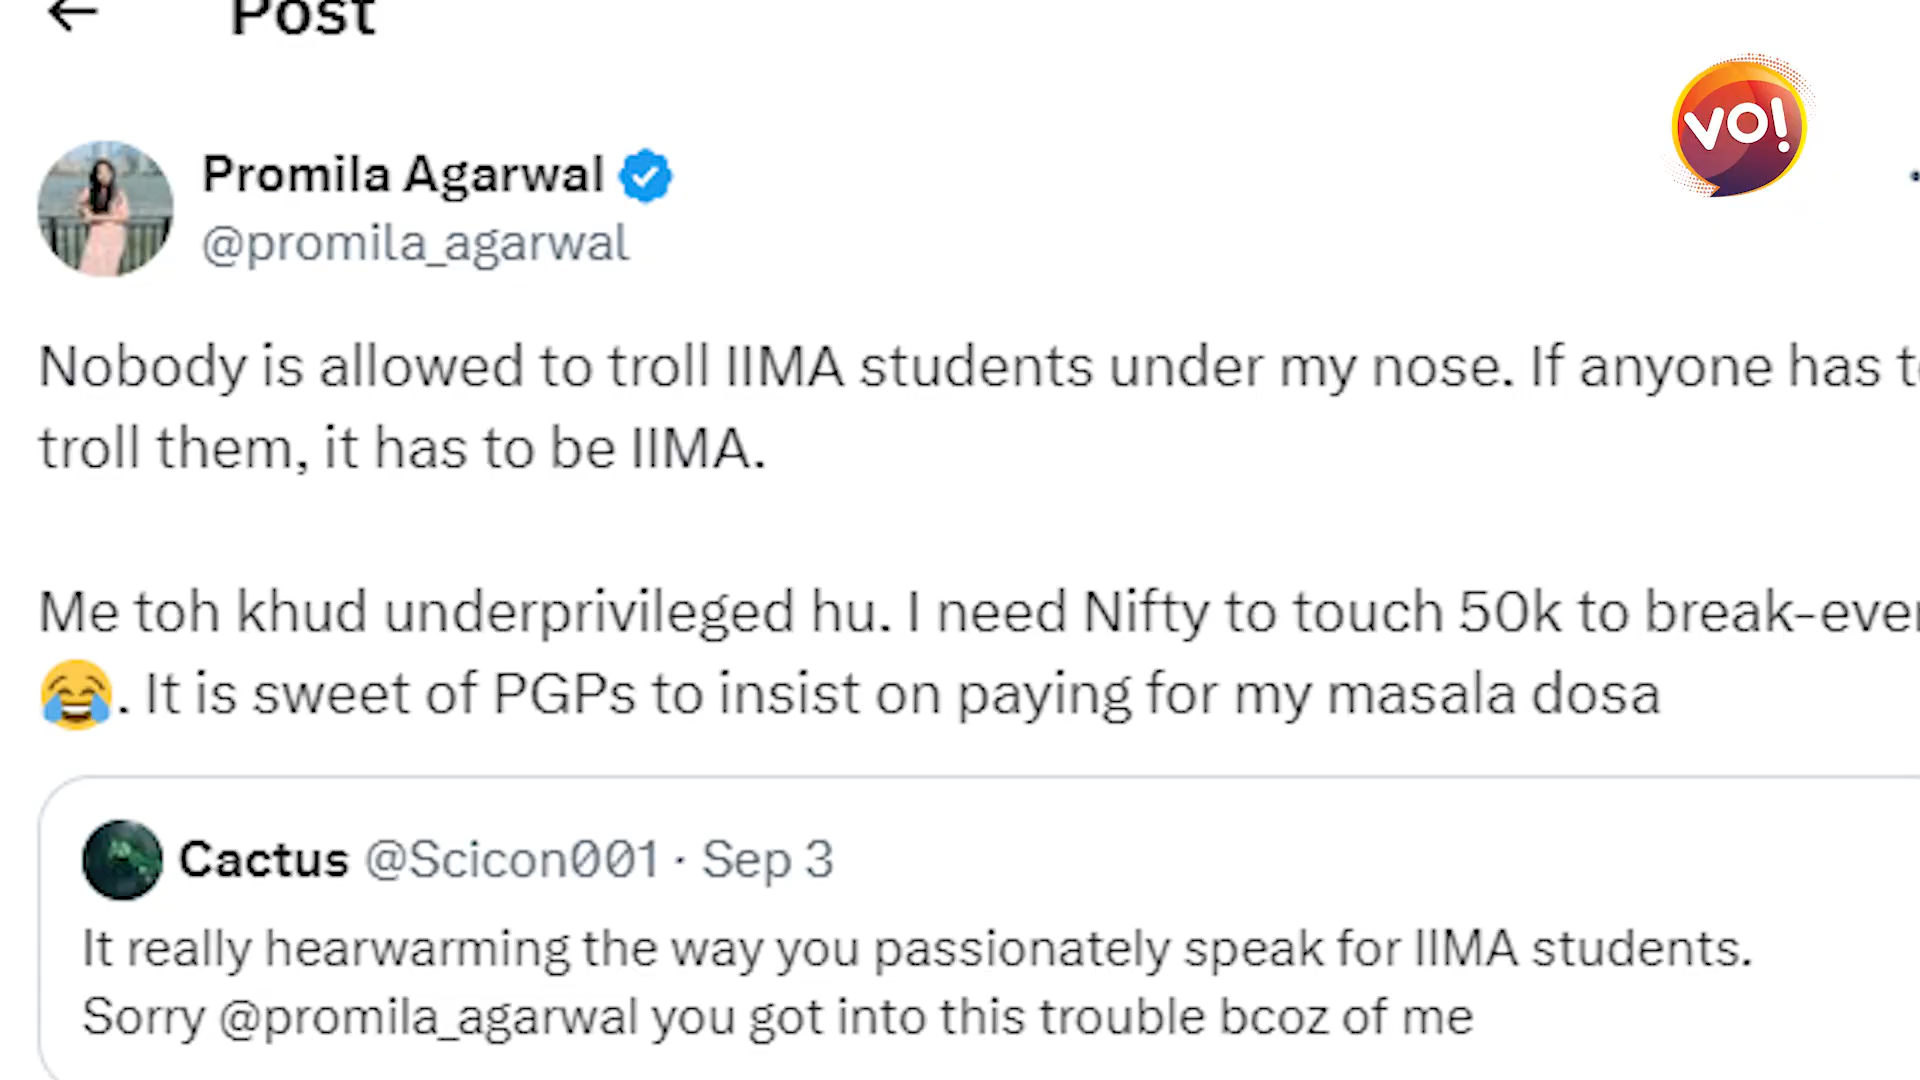 Post
VO!
Promila Agarwal
@promila_agarwal
Nobody is allowed to troll IIMA students under my nose. If anyone has
troll them, it has to be IIMA.
Me toh khud underprivileged hu. I need Nifty to touch 50k to break-even
😂. It is sweet of PGPs to insist on paying for my masala dosa
Cactus @Scicon001 · Sep 3
It really hearwarming the way you passionately speak for IIMA students.
Sorry @promila_agarwal you got into this trouble bcoz of me